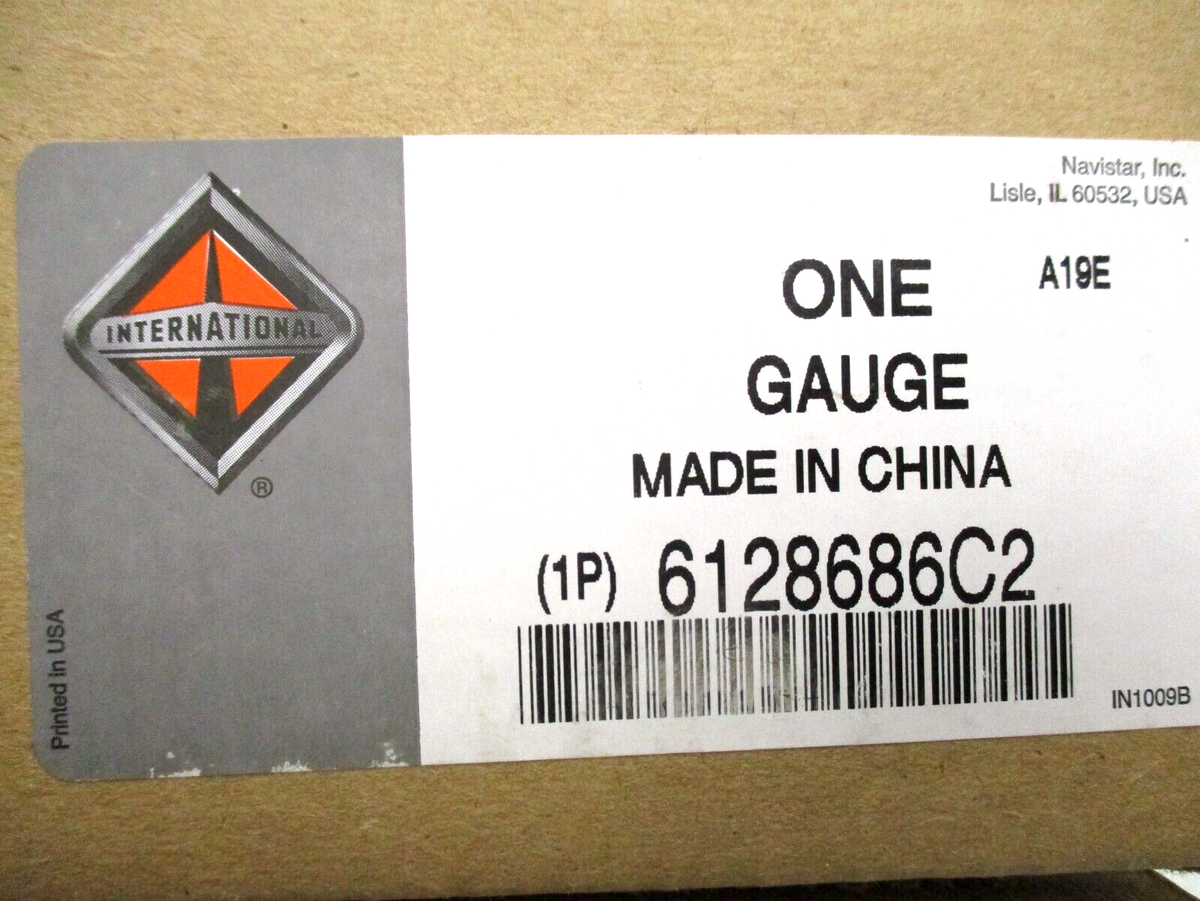 INTERNATIONAL
®
Printed in USA
Navistar, Inc.
Lisle, IL 60532, USA
ONE
A19E
GAUGE
MADE IN CHINA
(1P) 6128686C2
IN1009B